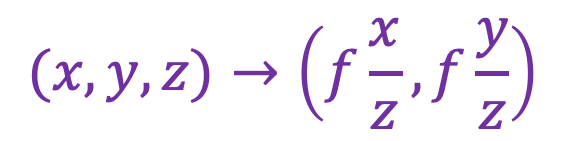 (x, y, z) → (f x/z, f y/z)